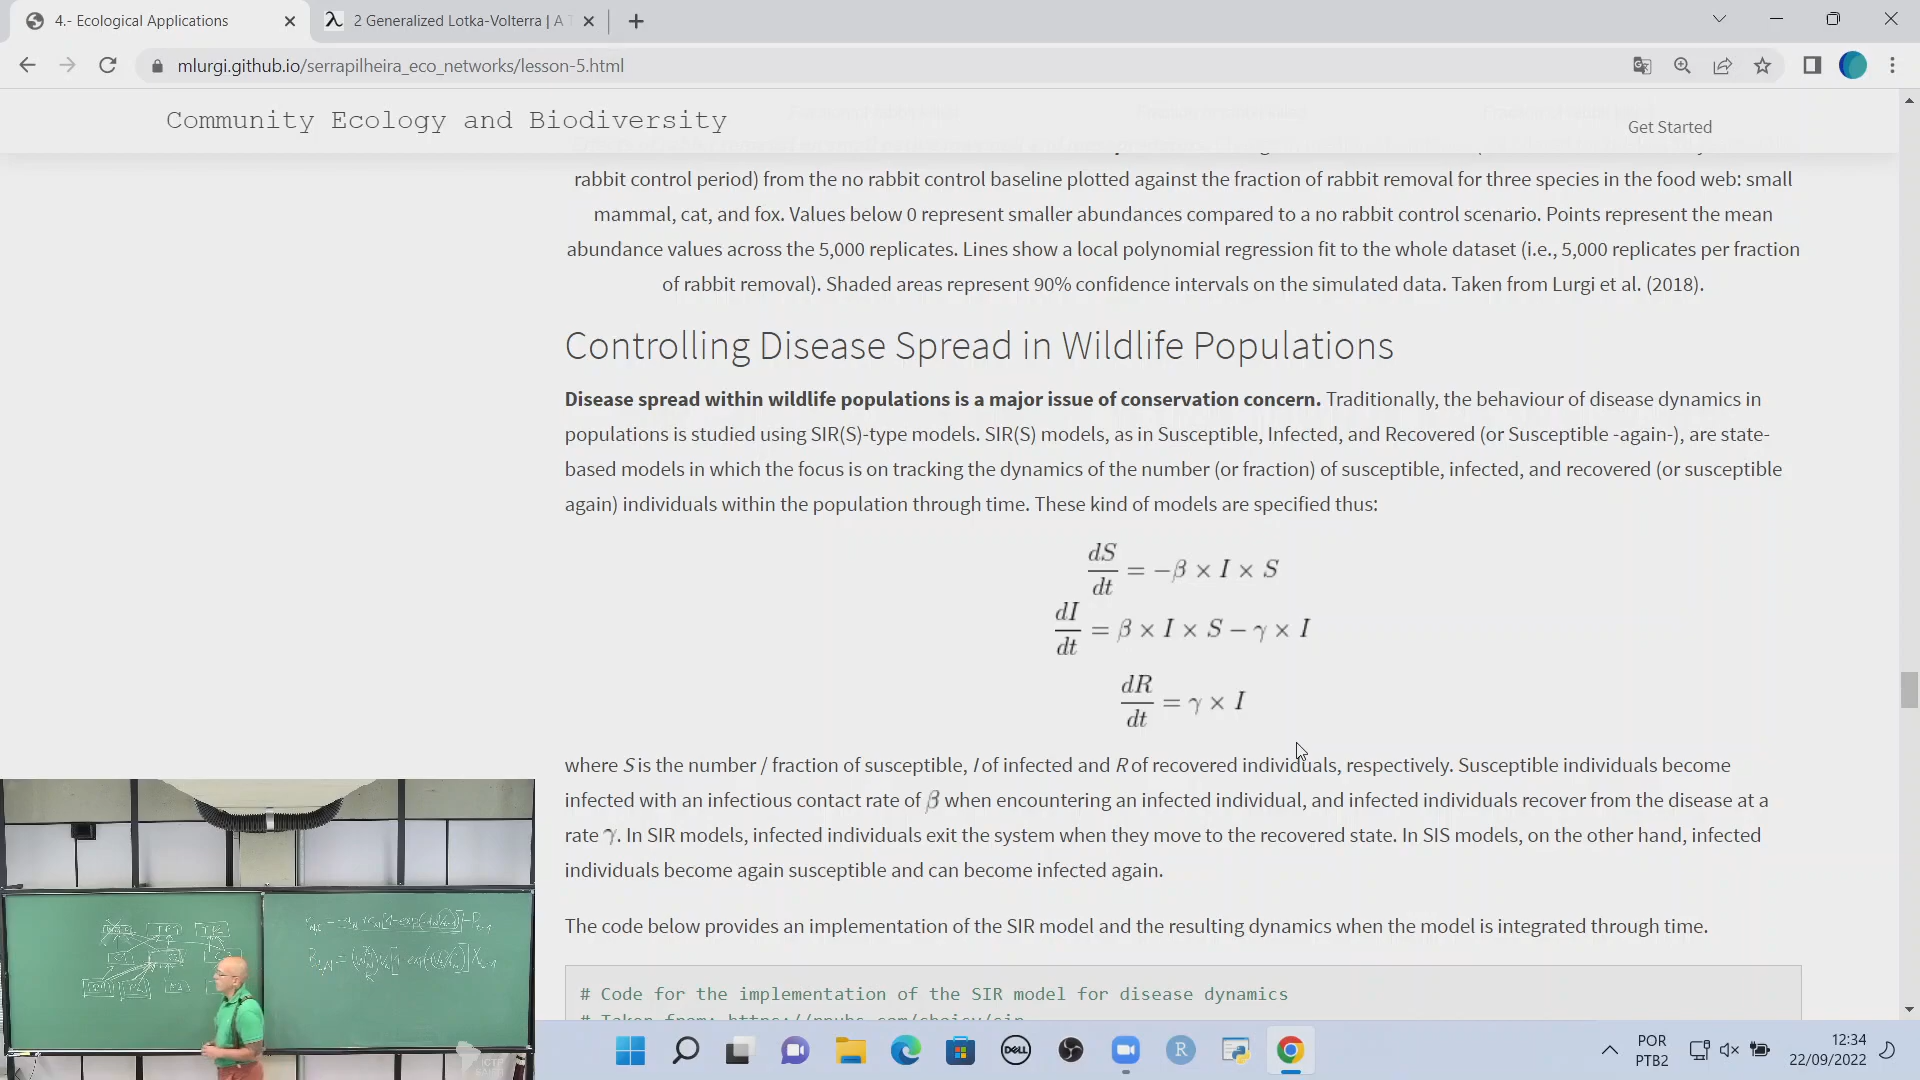 4.- Ecological Applications
2 Generalized Lotka-Volterra | A T
mlurgi.github.io/serrapilheira_eco_networks/lesson-5.html
Community Ecology and Biodiversity
Get Started
rabbit control period) from the no rabbit control baseline plotted against the fraction of rabbit removal for three species in the food web: small
mammal, cat, and fox. Values below 0 represent smaller abundances compared to a no rabbit control scenario. Points represent the mean
abundance values across the 5,000 replicates. Lines show a local polynomial regression fit to the whole dataset (i.e., 5,000 replicates per fraction
of rabbit removal). Shaded areas represent 90% confidence intervals on the simulated data. Taken from Lurgi et al. (2018).
Controlling Disease Spread in Wildlife Populations
Disease spread within wildlife populations is a major issue of conservation concern. Traditionally, the behaviour of disease dynamics in
populations is studied using SIR(S)-type models. SIR(S) models, as in Susceptible, Infected, and Recovered (or Susceptible -again-), are state-
based models in which the focus is on tracking the dynamics of the number (or fraction) of susceptible, infected, and recovered (or susceptible
again) individuals within the population through time. These kind of models are specified thus:
dS/dt = −β × I × S
dI/dt = β × I × S − γ × I
dR/dt = γ × I
where S is the number / fraction of susceptible, I of infected and R of recovered individuals, respectively. Susceptible individuals become
infected with an infectious contact rate of β when encountering an infected individual, and infected individuals recover from the disease at a
rate γ. In SIR models, infected individuals exit the system when they move to the recovered state. In SIS models, on the other hand, infected
individuals become again susceptible and can become infected again.
The code below provides an implementation of the SIR model and the resulting dynamics when the model is integrated through time.
# Code for the implementation of the SIR model for disease dynamics
# Taken from: https://rpubs.com/choisy/sir
DELL
R
POR
PTB2
12:34
22/09/2022